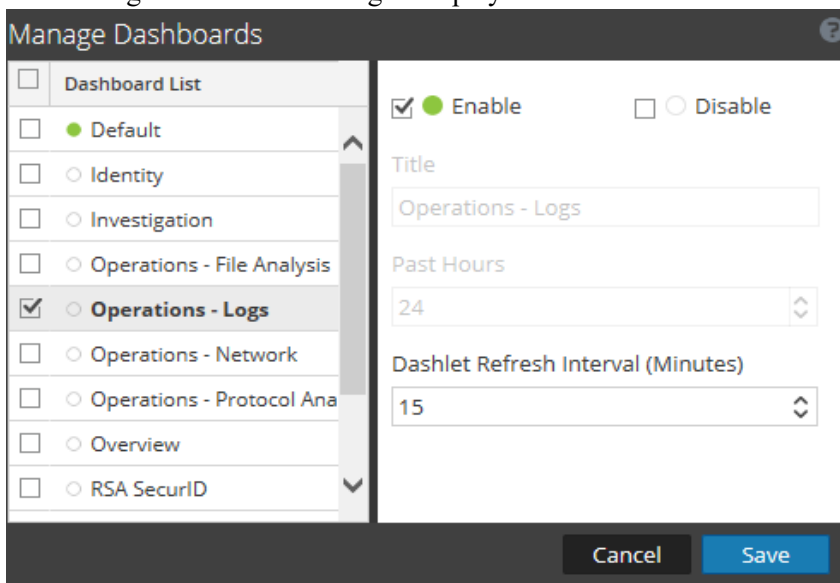 Manage Dashboards
Dashboard List
Default
Identity
Investigation
Operations - File Analysis
Operations - Logs
Operations - Network
Operations - Protocol Ana
Overview
RSA SecurID
Enable Disable
Title
Operations - Logs
Past Hours
24
Dashlet Refresh Interval (Minutes)
15
Cancel Save